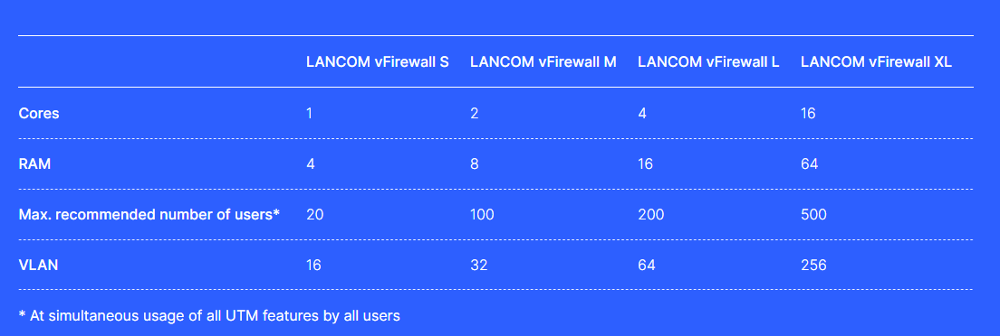 LANCOM vFirewall S LANCOM vFirewall M LANCOM vFirewall L LANCOM vFirewall XL
Cores 1 2 4 16
RAM 4 8 16 64
Max. recommended number of users* 20 100 200 500
VLAN 16 32 64 256
* At simultaneous usage of all UTM features by all users